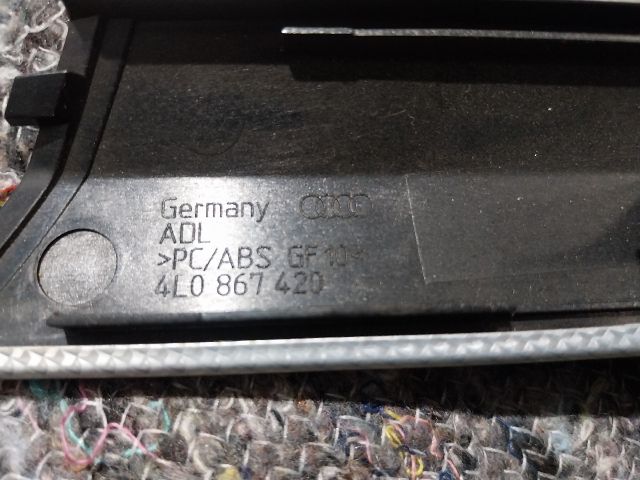 Germany
ADL
>PC/ABS GF10<
4L0 867 420